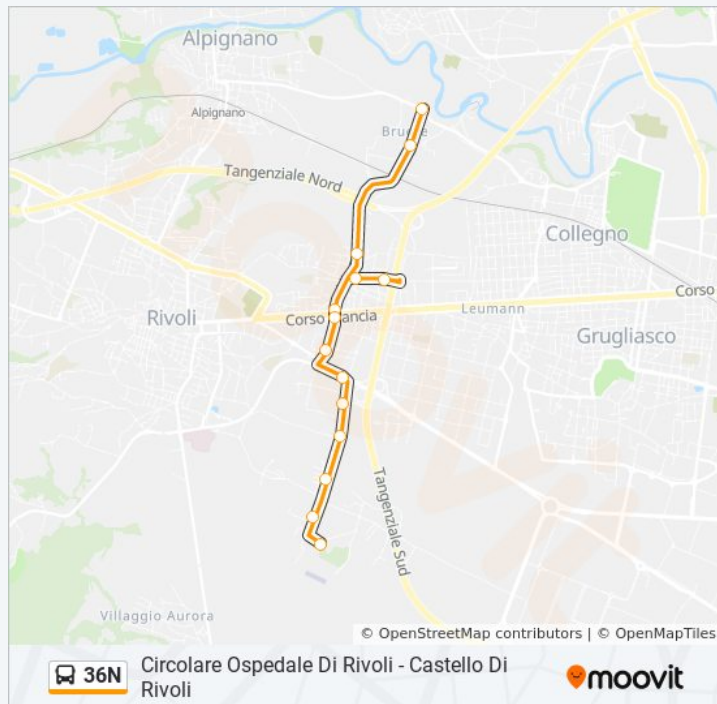 Alpignano
Alpignano
Bruere
Tangenziale Nord
Collegno
Corso
Leumann
Rivoli
Corso Francia
Grugliasco
Tangenziale Sud
Villaggio Aurora
© OpenStreetMap contributors | © OpenMapTiles
36N
Circolare Ospedale Di Rivoli - Castello Di
Rivoli
moovit